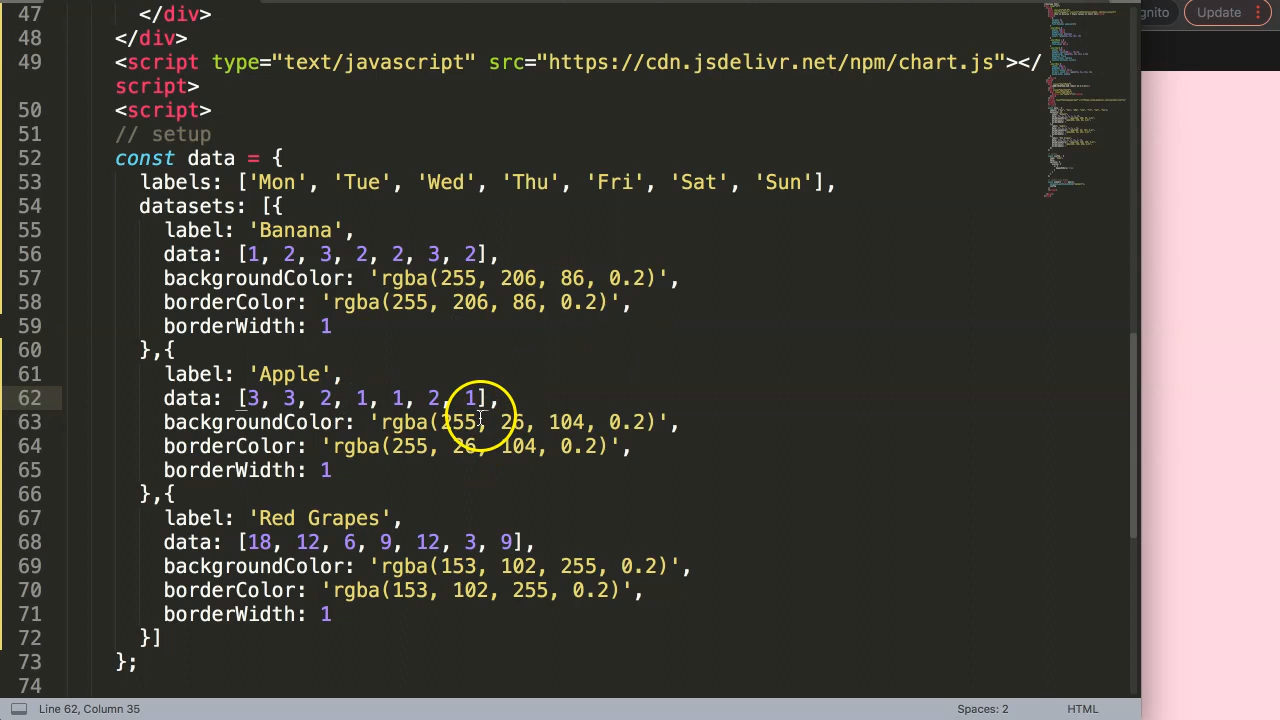 47 </div>
48 </div>
49 <script type="text/javascript" src="https://cdn.jsdelivr.net/npm/chart.js"></
script>
50 <script>
51 // setup
52 const data = {
53 labels: ['Mon', 'Tue', 'Wed', 'Thu', 'Fri', 'Sat', 'Sun'],
54 datasets: [{
55 label: 'Banana',
56 data: [1, 2, 3, 2, 2, 3, 2],
57 backgroundColor: 'rgba(255, 206, 86, 0.2)',
58 borderColor: 'rgba(255, 206, 86, 0.2)',
59 borderWidth: 1
60 },{
61 label: 'Apple',
62 data: [3, 3, 2, 1, 1, 2, 1],
63 backgroundColor: 'rgba(255, 26, 104, 0.2)',
64 borderColor: 'rgba(255, 26, 104, 0.2)',
65 borderWidth: 1
66 },{
67 label: 'Red Grapes',
68 data: [18, 12, 6, 9, 12, 3, 9],
69 backgroundColor: 'rgba(153, 102, 255, 0.2)',
70 borderColor: 'rgba(153, 102, 255, 0.2)',
71 borderWidth: 1
72 }]
73 };
74
Line 62, Column 35 Spaces: 2 HTML
gnito Update